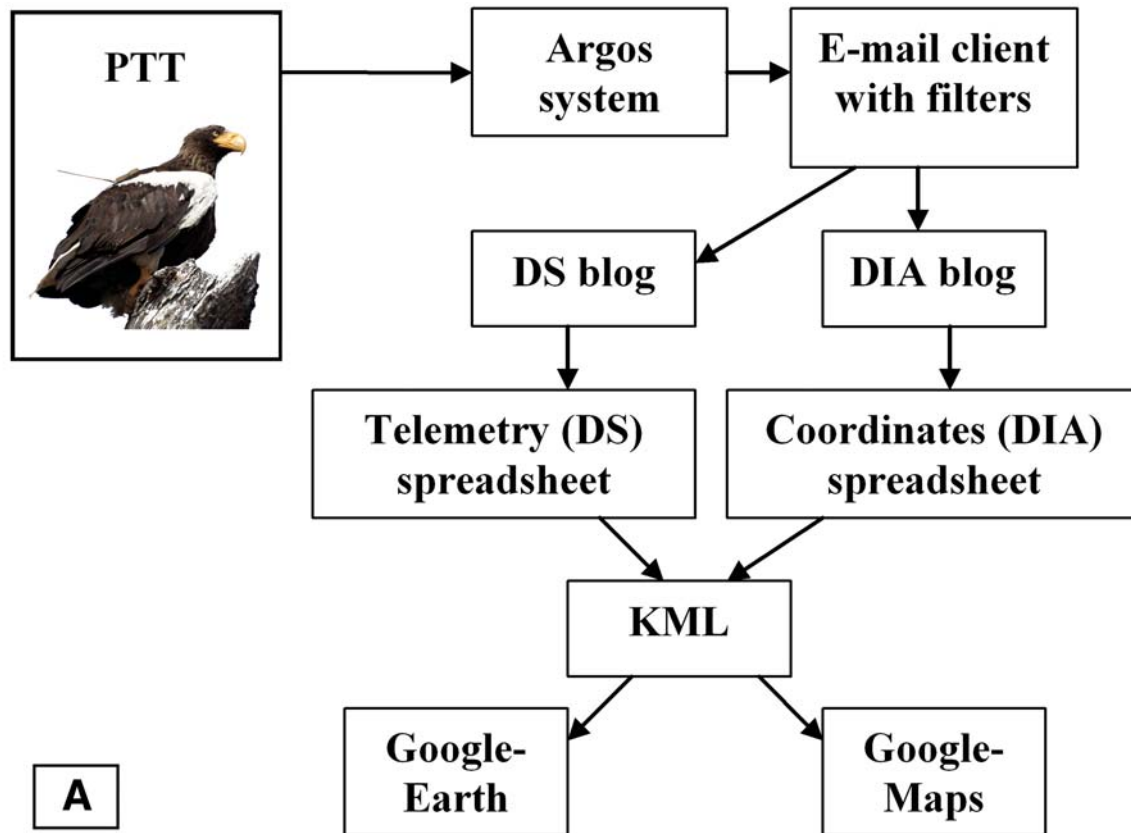 PTT
Argos
system
E-mail client
with filters
DS blog
DIA blog
Telemetry (DS)
spreadsheet
Coordinates (DIA)
spreadsheet
KML
Google-
Earth
Google-
Maps
A